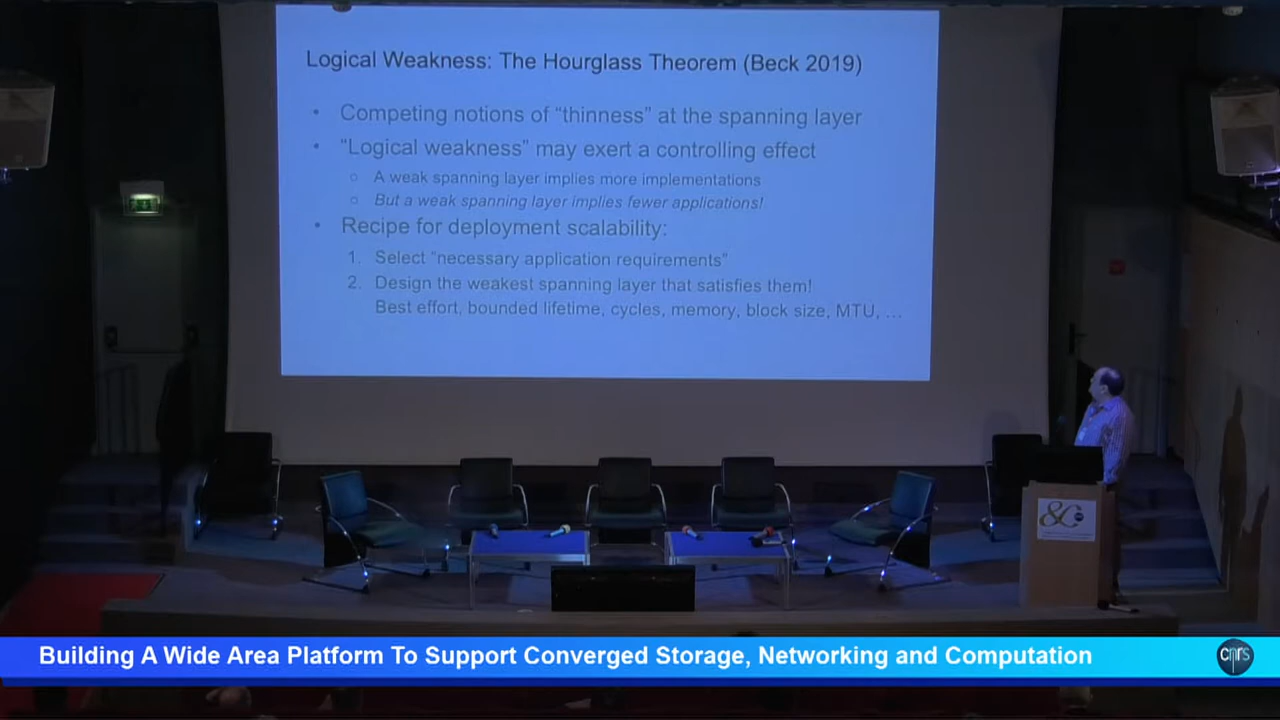 Logical Weakness: The Hourglass Theorem (Beck 2019)
• Competing notions of "thinness" at the spanning layer
• "Logical weakness" may exert a controlling effect
○ A weak spanning layer implies more implementations
○ But a weak spanning layer implies fewer applications!
• Recipe for deployment scalability:
1. Select "necessary application requirements"
2. Design the weakest spanning layer that satisfies them!
Best effort, bounded lifetime, cycles, memory, block size, MTU, ...
&C
Building A Wide Area Platform To Support Converged Storage, Networking and Computation
cnrs